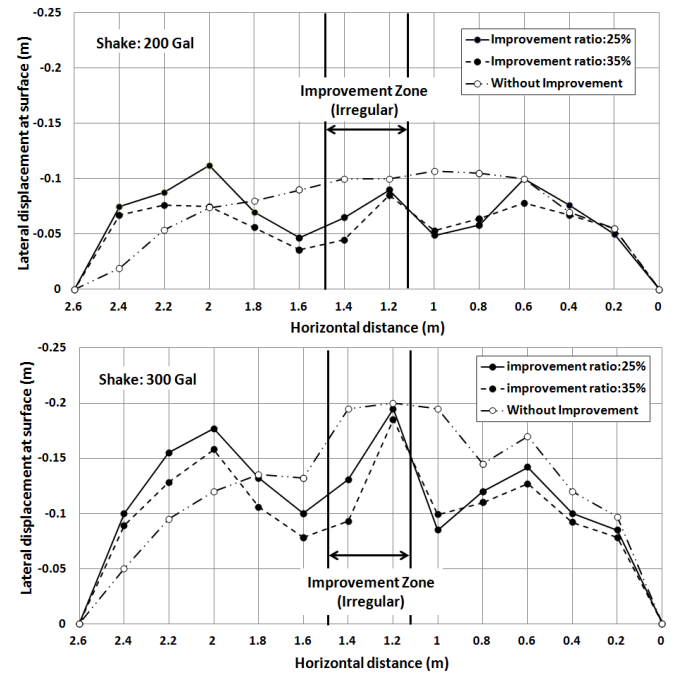 -0.25
-0.2
-0.15
-0.1
-0.05
0
Lateral displacement at surface (m)
Shake: 200 Gal
Improvement ratio:25%
Improvement ratio:35%
Without Improvement
Improvement Zone
(Irregular)
2.6 2.4 2.2 2 1.8 1.6 1.4 1.2 1 0.8 0.6 0.4 0.2 0
Horizontal distance (m)
-0.25
-0.2
-0.15
-0.1
-0.05
0
Lateral displacement at surface (m)
Shake: 300 Gal
improvement ratio:25%
improvement ratio:35%
Without Improvement
Improvement Zone
(Irregular)
2.6 2.4 2.2 2 1.8 1.6 1.4 1.2 1 0.8 0.6 0.4 0.2 0
Horizontal distance (m)